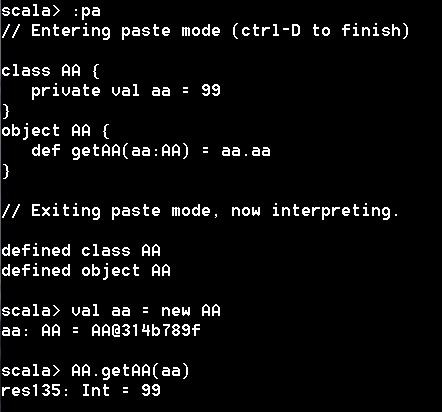 scala> :pa
// Entering paste mode (ctrl-D to finish)
class AA {
   private val aa = 99
}
object AA {
   def getAA(aa:AA) = aa.aa
}
// Exiting paste mode, now interpreting.
defined class AA
defined object AA
scala> val aa = new AA
aa: AA = AA@314b789f
scala> AA.getAA(aa)
res135: Int = 99